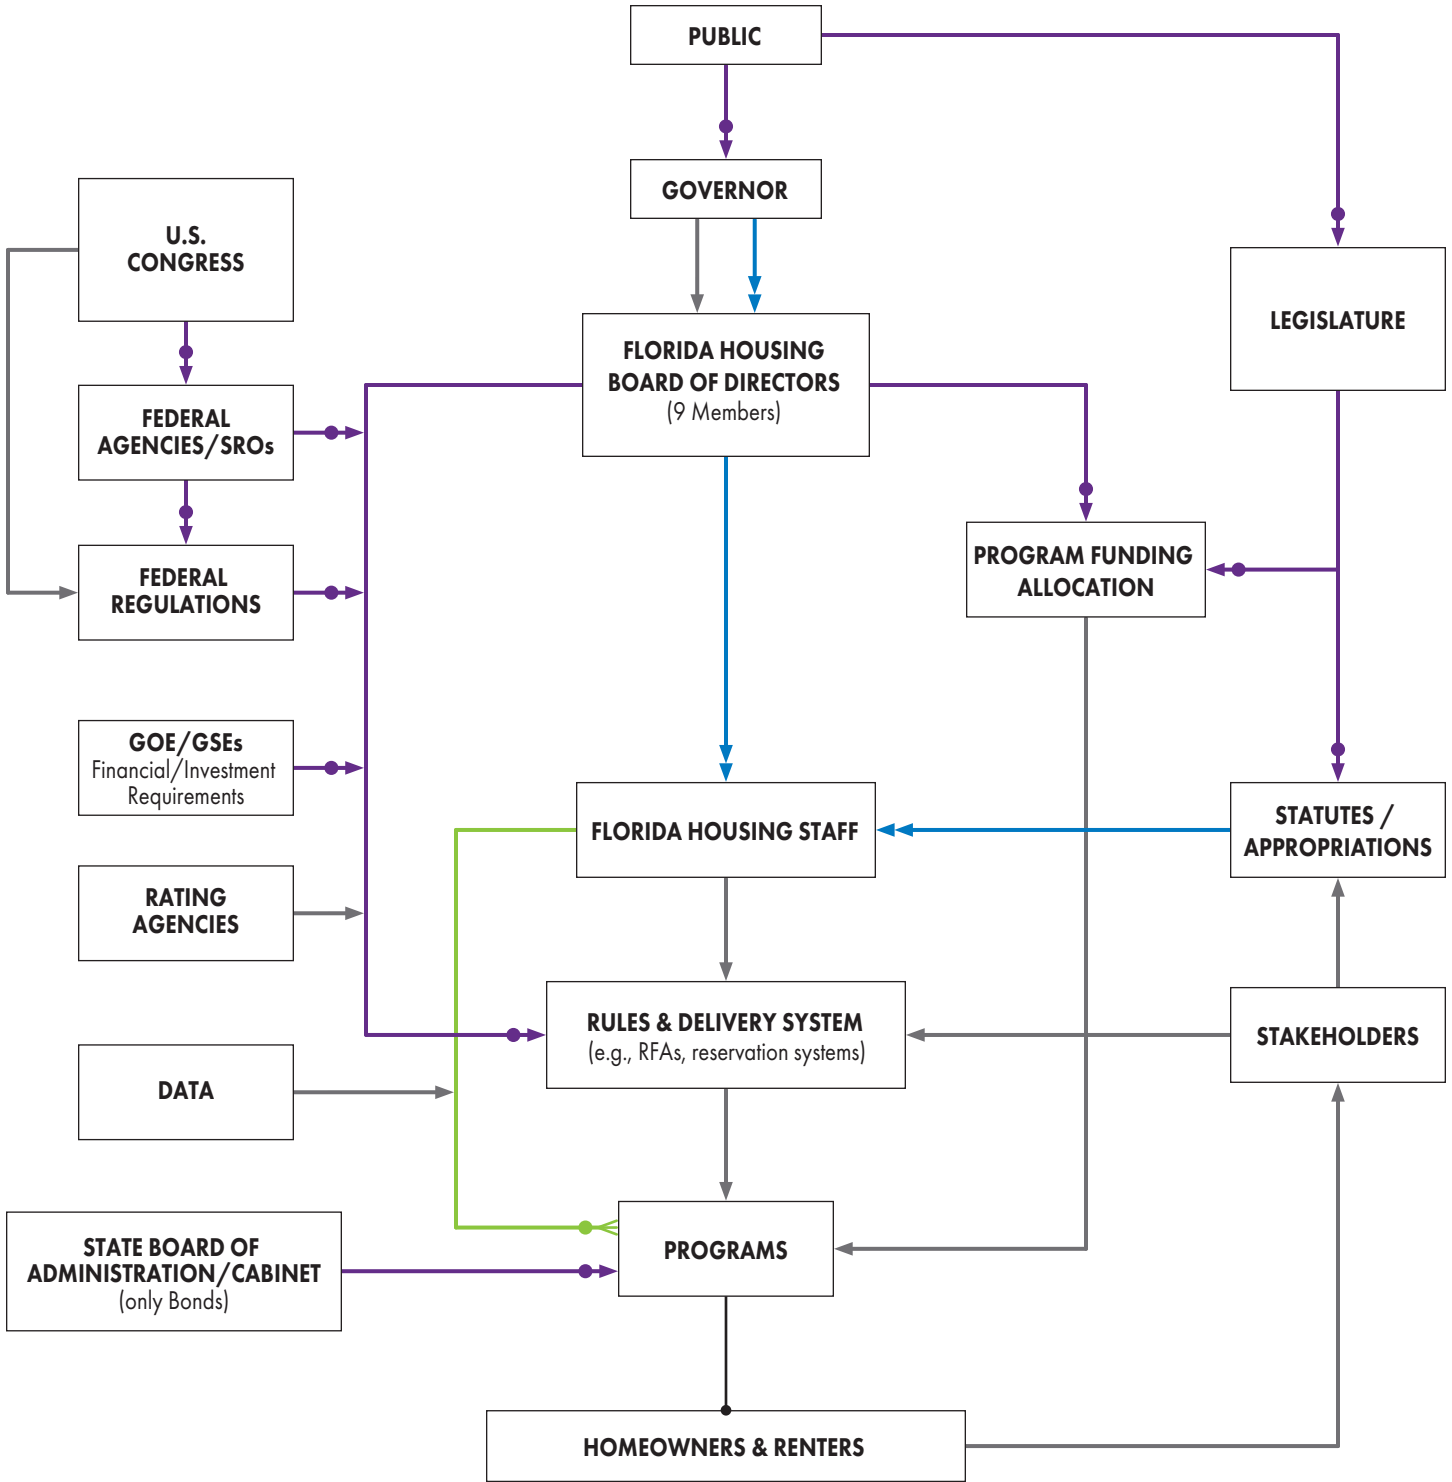 PUBLIC
GOVERNOR
U.S.
CONGRESS
LEGISLATURE
FLORIDA HOUSING
BOARD OF DIRECTORS
(9 Members)
FEDERAL
AGENCIES/SROs
PROGRAM FUNDING
ALLOCATION
FEDERAL
REGULATIONS
GOE/GSEs
Financial/Investment
Requirements
FLORIDA HOUSING STAFF
STATUTES /
APPROPRIATIONS
RATING
AGENCIES
RULES & DELIVERY SYSTEM
(e.g., RFAs, reservation systems)
STAKEHOLDERS
DATA
STATE BOARD OF
ADMINISTRATION/CABINET
(only Bonds)
PROGRAMS
HOMEOWNERS & RENTERS